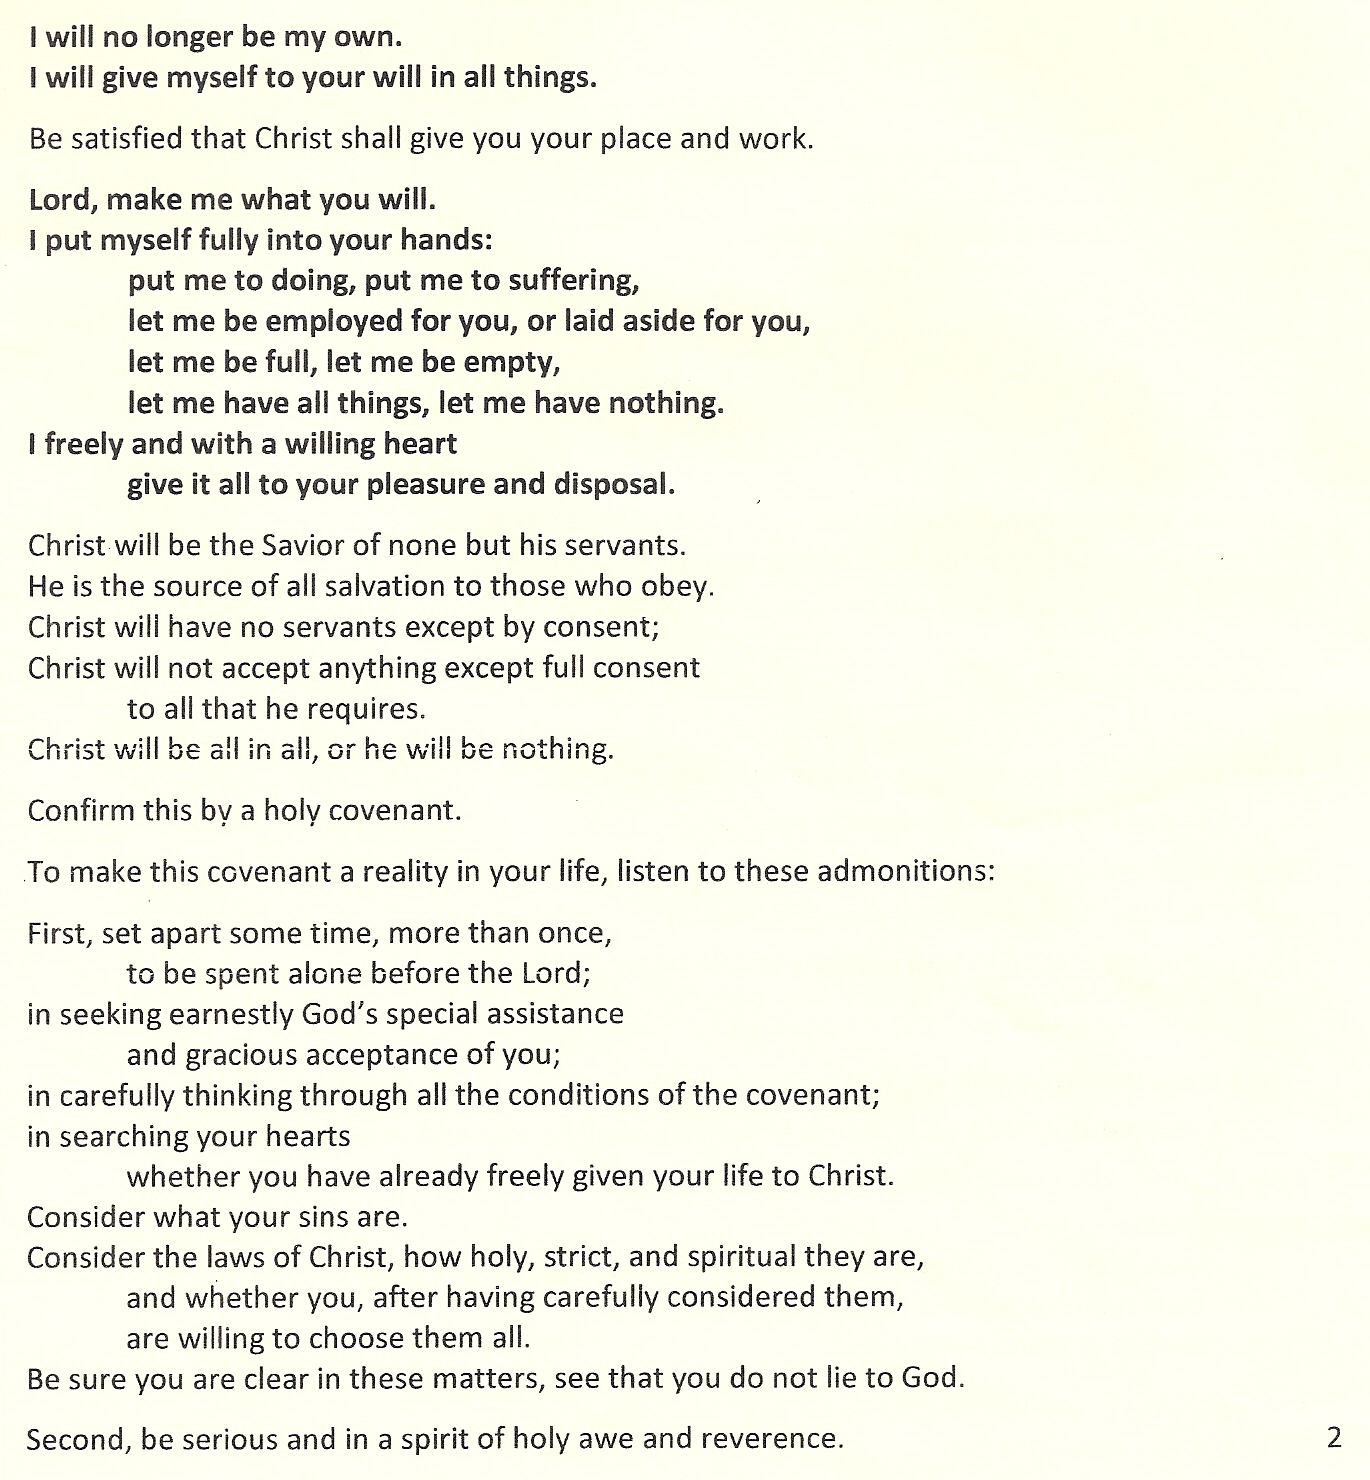 I will no longer be my own.
I will give myself to your will in all things.
Be satisfied that Christ shall give you your place and work.
Lord, make me what you will.
I put myself fully into your hands:
put me to doing, put me to suffering,
let me be employed for you, or laid aside for you,
let me be full, let me be empty,
let me have all things, let me have nothing.
I freely and with a willing heart
give it all to your pleasure and disposal.
Christ will be the Savior of none but his servants.
He is the source of all salvation to those who obey.
Christ will have no servants except by consent;
Christ will not accept anything except full consent
to all that he requires.
Christ will be all in all, or he will be nothing.
Confirm this by a holy covenant.
To make this covenant a reality in your life, listen to these admonitions:
First, set apart some time, more than once,
to be spent alone before the Lord;
in seeking earnestly God's special assistance
and gracious acceptance of you;
in carefully thinking through all the conditions of the covenant;
in searching your hearts
whether you have already freely given your life to Christ.
Consider what your sins are.
Consider the laws of Christ, how holy, strict, and spiritual they are,
and whether you, after having carefully considered them,
are willing to choose them all.
Be sure you are clear in these matters, see that you do not lie to God.
Second, be serious and in a spirit of holy awe and reverence. 2